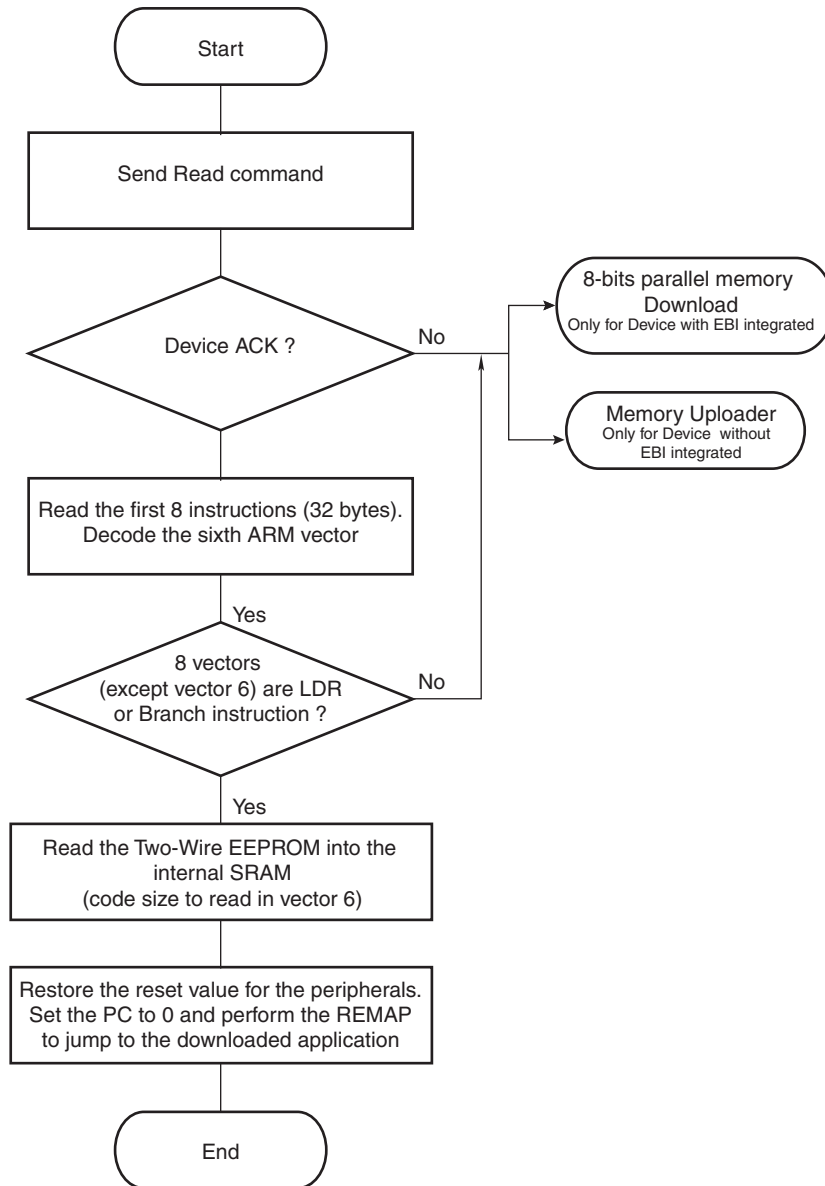 Start
Send Read command
Device ACK ?
No
8-bits parallel memory
Download
Only for Device with EBI integrated
Memory Uploader
Only for Device without
EBI integrated
Read the first 8 instructions (32 bytes).
Decode the sixth ARM vector
Yes
8 vectors
(except vector 6) are LDR
or Branch instruction ?
No
Yes
Read the Two-Wire EEPROM into the
internal SRAM
(code size to read in vector 6)
Restore the reset value for the peripherals.
Set the PC to 0 and perform the REMAP
to jump to the downloaded application
End